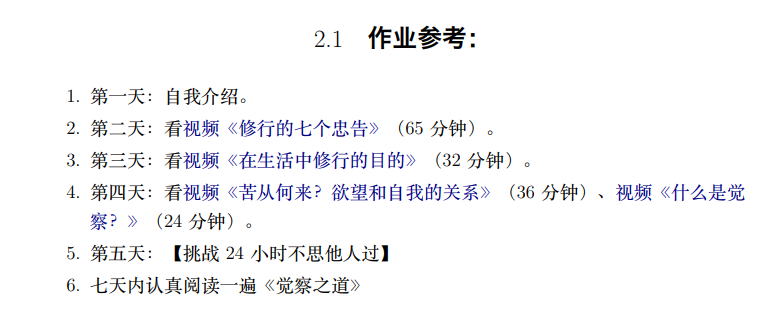 2.1 作业参考：
1. 第一天：自我介绍。
2. 第二天：看视频《修行的七个忠告》（65 分钟）。
3. 第三天：看视频《在生活中修行的目的》（32 分钟）。
4. 第四天：看视频《苦从何来？欲望和自我的关系》（36 分钟）、视频《什么是觉
察？》（24 分钟）。
5. 第五天：【挑战 24 小时不思他人过】
6. 七天内认真阅读一遍《觉察之道》